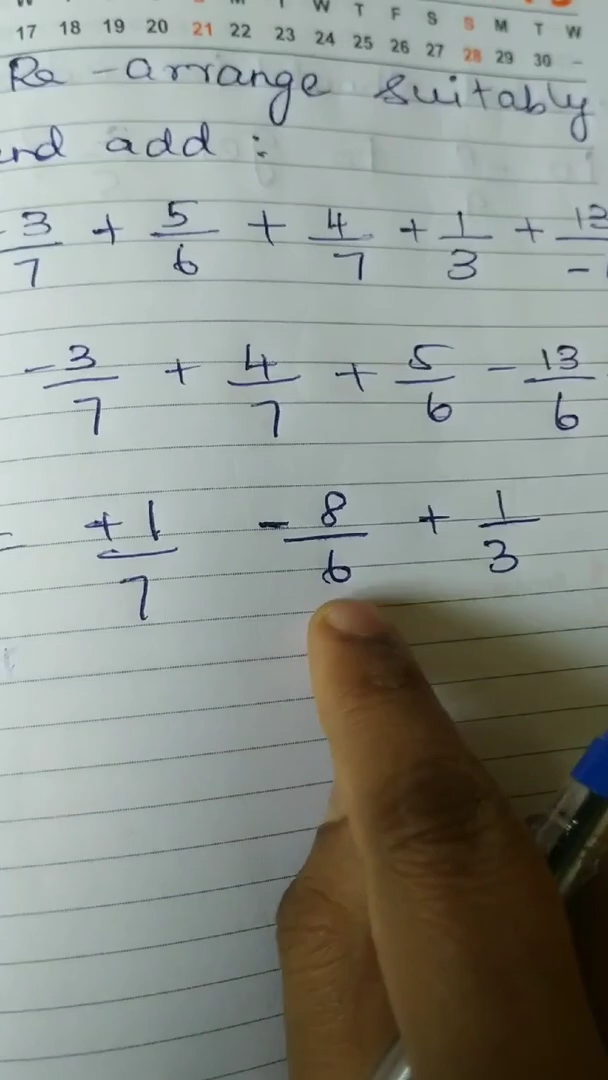 W T F S S M T W
17 18 19 20 21 22 23 24 25 26 27 28 29 30 -
Re-arrange suitably
and add :
-3/7 + 5/6 + 4/7 + 1/3 + 13/-
-3/7 + 4/7 + 5/6 - 13/6
= +1/7 - 8/6 + 1/3